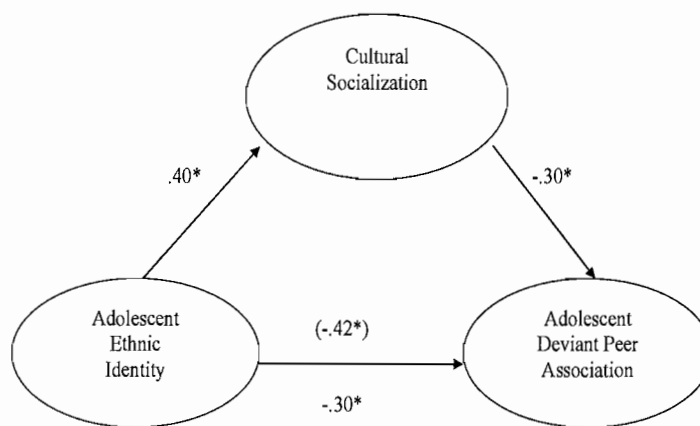 Cultural
Socialization
.40*
-.30*
Adolescent
Ethnic
Identity
(-.42*)
-.30*
Adolescent
Deviant Peer
Association